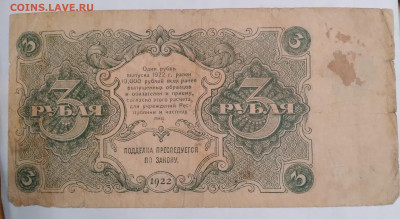 COINS.LAVE.RU
3 3
Один рубль
выпуска 1922 г. равен
10,000 рублей всех ранее
выпущенных образцов
и обязателен к приему,
согласно этого расчета,
для учреждений Рес-
публики и частных
лиц.
3 РУБЛЯ
3 РУБЛЯ
ПОДДЕЛКА ПРЕСЛЕДУЕТСЯ
ПО ЗАКОНУ.
3 1922 3